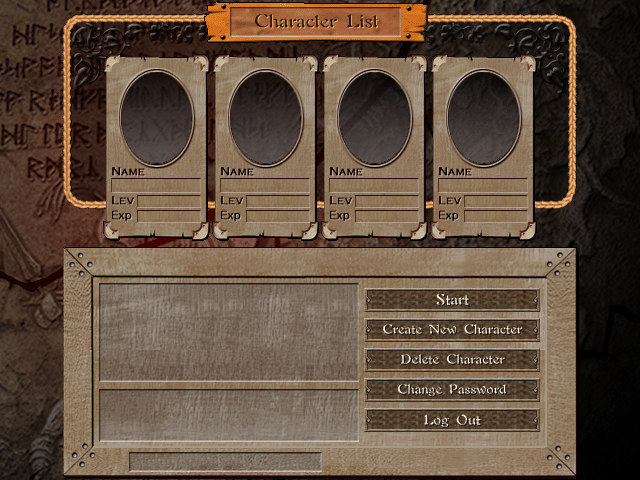 Character List
Name
Lev
Exp
Name
Lev
Exp
Name
Lev
Exp
Name
Lev
Exp
Start
Create New Character
Delete Character
Change Password
Log Out